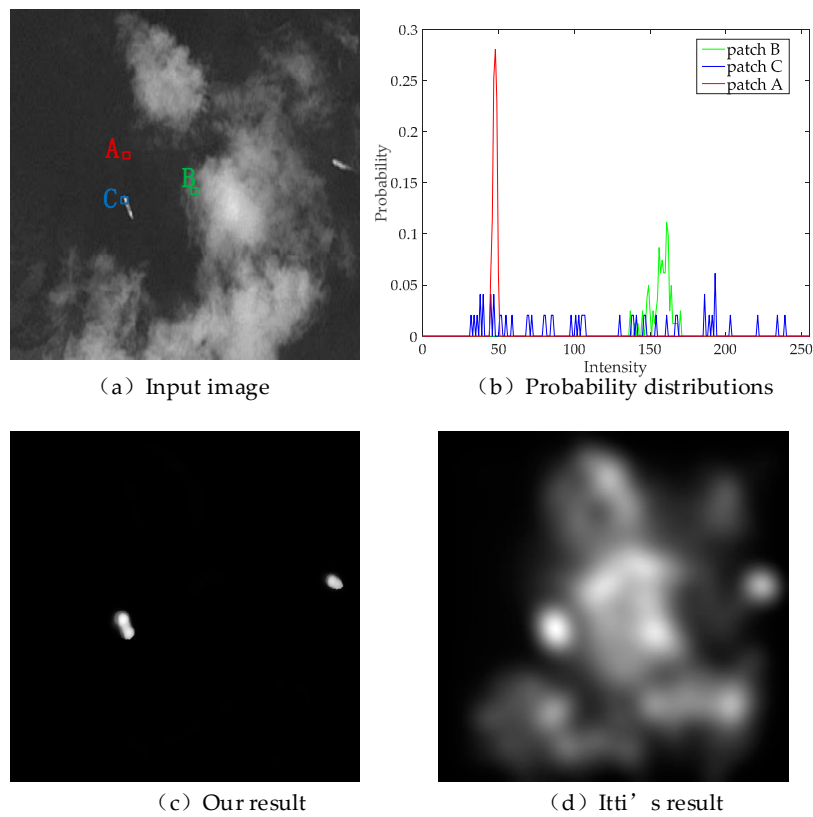 A
B
C
0.3
0.25
0.2
0.15
0.1
0.05
0
Probability
patch B
patch C
patch A
0 50 100 150 200 250
Intensity
（a）Input image
（b）Probability distributions
（c）Our result
（d）Itti’s result